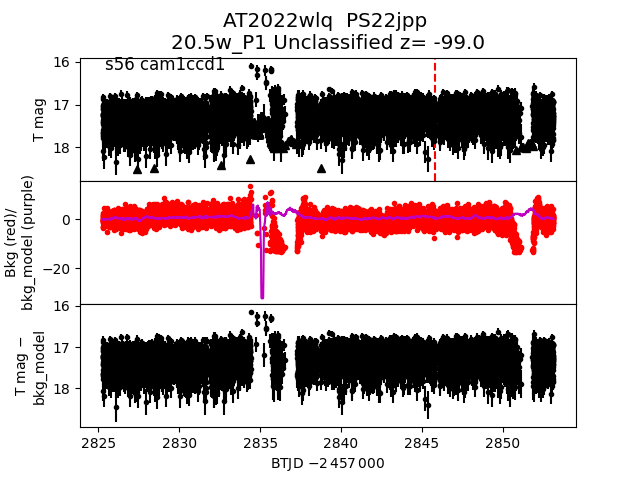 AT2022wlq  PS22jpp
20.5w_P1 Unclassified z= -99.0
s56 cam1ccd1
16
17
18
T mag
0
−20
Bkg (red)/
bkg_model (purple)
16
17
18
T mag −
bkg_model
2825
2830
2835
2840
2845
2850
BTJD −2 457 000